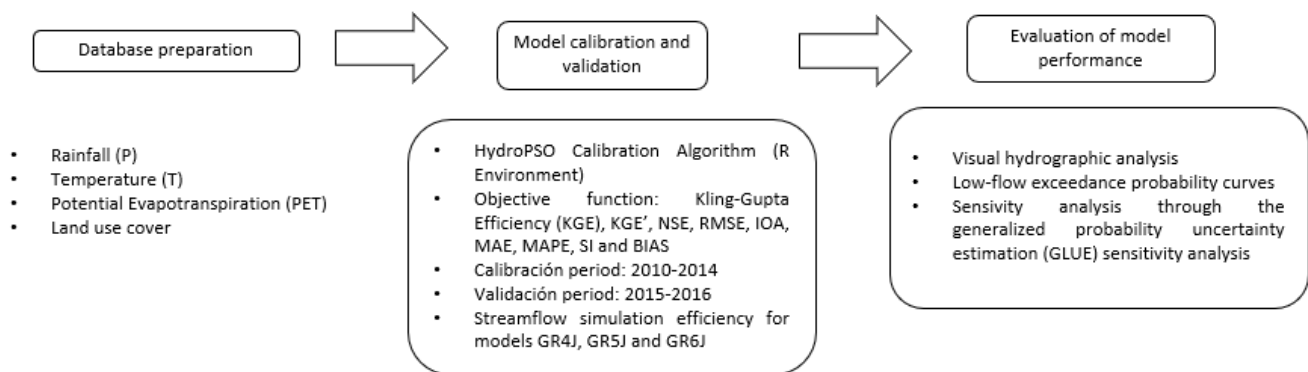 Database preparation
Model calibration and
validation
Evaluation of model
performance
• Rainfall (P)
• Temperature (T)
• Potential Evapotranspiration (PET)
• Land use cover
• HydroPSO Calibration Algorithm (R
Environment)
• Objective function: Kling-Gupta
Efficiency (KGE), KGE’, NSE, RMSE, IOA,
MAE, MAPE, SI and BIAS
• Calibración period: 2010-2014
• Validación period: 2015-2016
• Streamflow simulation efficiency for
models GR4J, GR5J and GR6J
• Visual hydrographic analysis
• Low-flow exceedance probability curves
• Sensivity analysis through the
generalized probability uncertainty
estimation (GLUE) sensitivity analysis